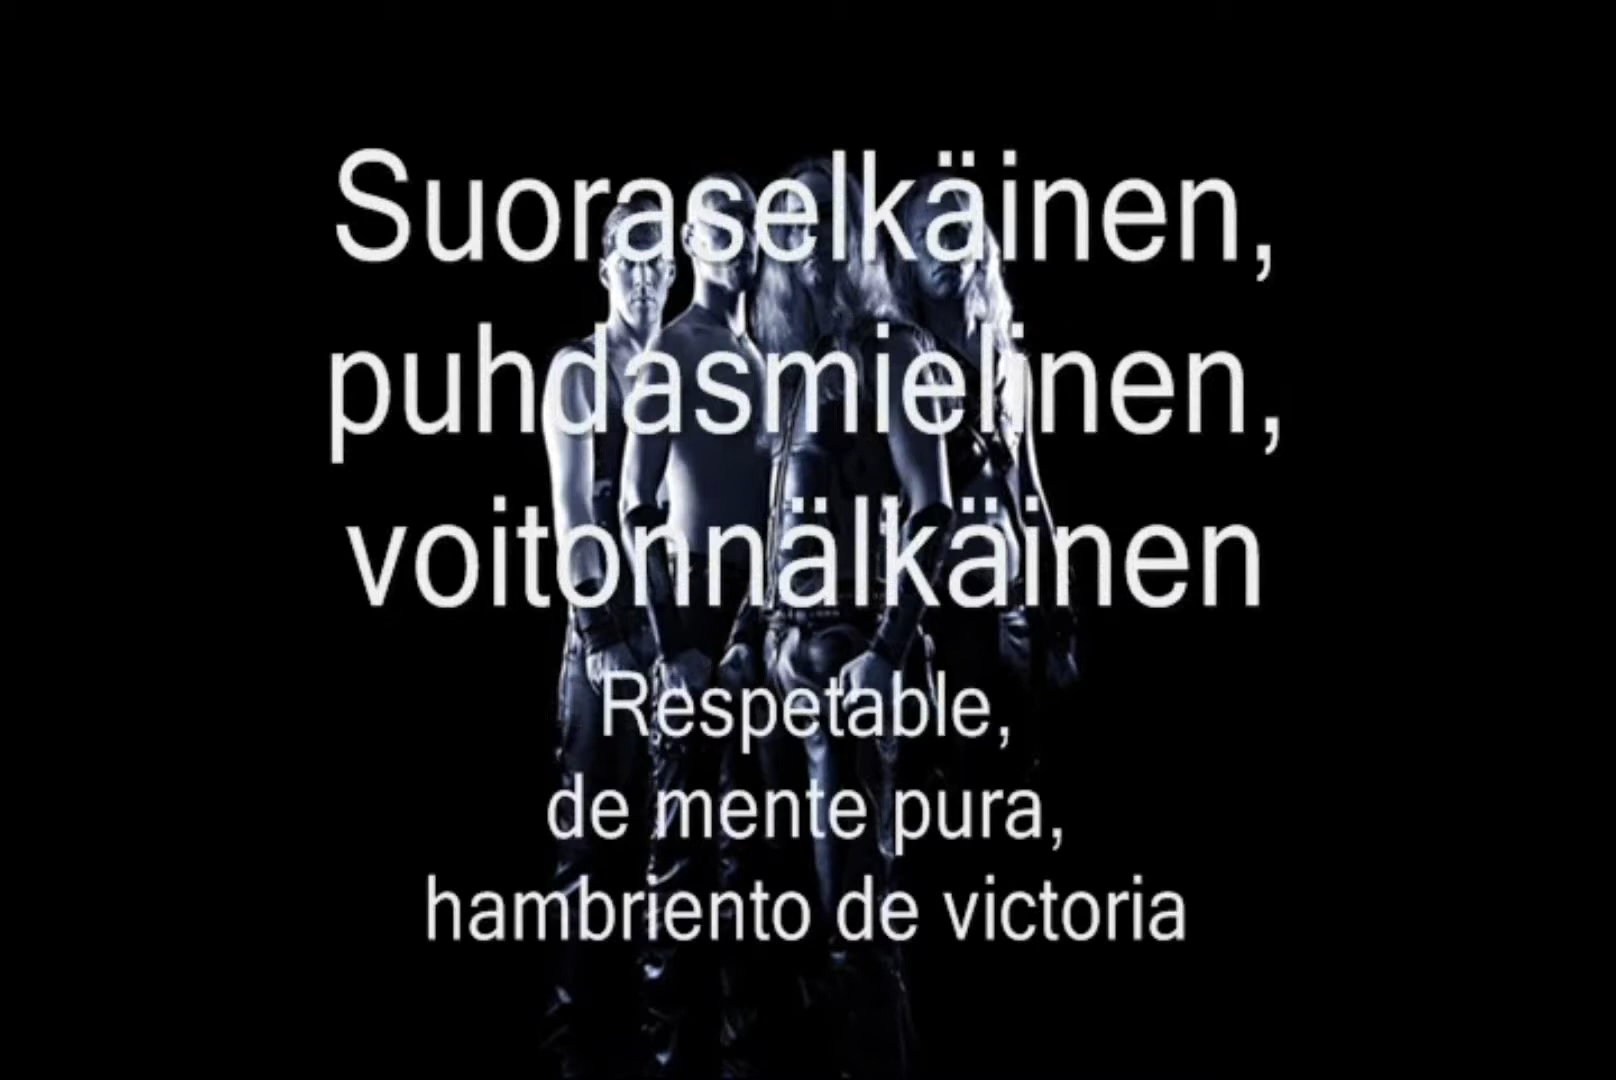 Suoraselkäinen,
puhdasmielinen,
voitonnälkäinen
Respetable,
de mente pura,
hambriento de victoria